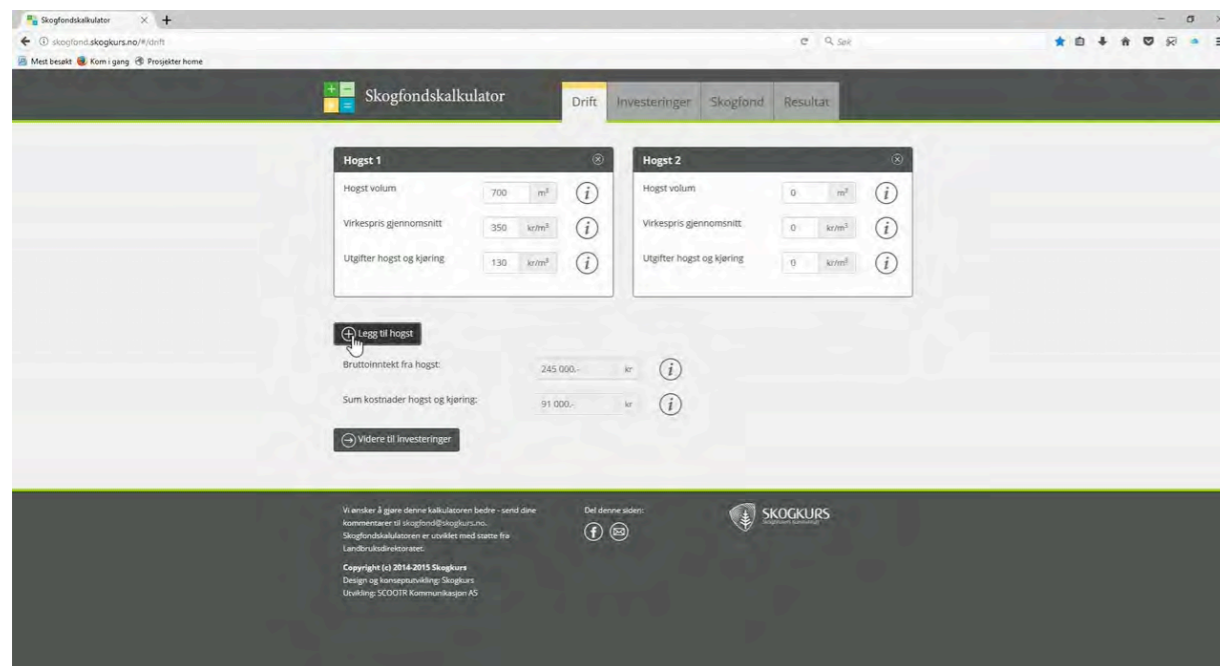 Skogfondskalkulator
skogfond.skogkurs.no/#/drift
Søk
Mest besøkt Kom i gang Prosjekter home
Skogfondskalkulator
Drift Investeringer Skogfond Resultat
Hogst 1
Hogst volum 700 m³
Virkespris gjennomsnitt 350 kr/m³
Utgifter hogst og kjøring 130 kr/m³
Hogst 2
Hogst volum 0 m³
Virkespris gjennomsnitt 0 kr/m³
Utgifter hogst og kjøring 0 kr/m³
Legg til hogst
Bruttoinntekt fra hogst: 245 000.- kr
Sum kostnader hogst og kjøring: 91 000.- kr
Videre til investeringer
Vi ønsker å gjøre denne kalkulatoren bedre - send dine
kommentarer til skogfond@skogkurs.no.
Skogfondskalulatoren er utviklet med støtte fra
Landbruksdirektoratet.
Copyright (c) 2014-2015 Skogkurs
Design og konseptutvikling: Skogkurs
Utvikling: SCOOTR Kommunikasjon AS
Del denne siden:
SKOGKURS